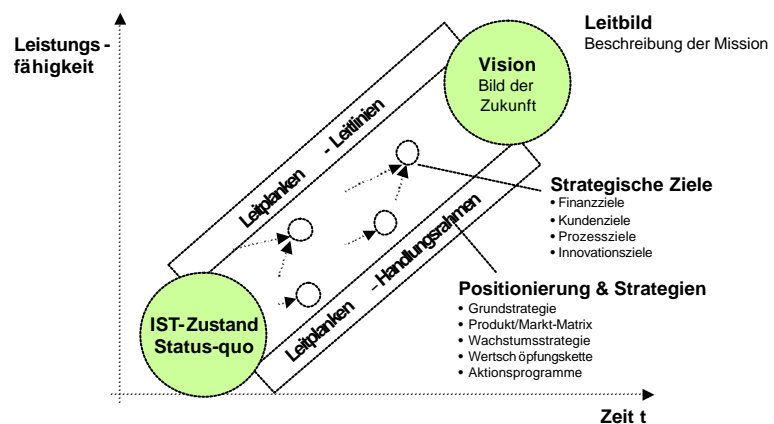 Leitbild
Beschreibung der Mission
Leistungs -
fähigkeit
Vision
Bild der
Zukunft
Leitplanken - Leitlinien
Strategische Ziele
• Finanzziele
• Kundenziele
• Prozessziele
• Innovationsziele
Leitplanken - Handlungsrahmen
Positionierung & Strategien
• Grundstrategie
• Produkt/Markt-Matrix
• Wachstumsstrategie
• Wertsch öpfungskette
• Aktionsprogramme
IST-Zustand
Status-quo
Zeit t